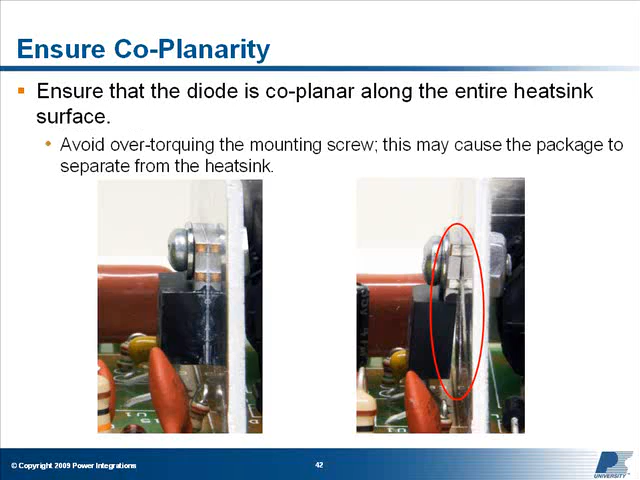 Ensure Co-Planarity
Ensure that the diode is co-planar along the entire heatsink
surface.
Avoid over-torquing the mounting screw; this may cause the package to
separate from the heatsink.
© Copyright 2009 Power Integrations
42
UNIVERSITY